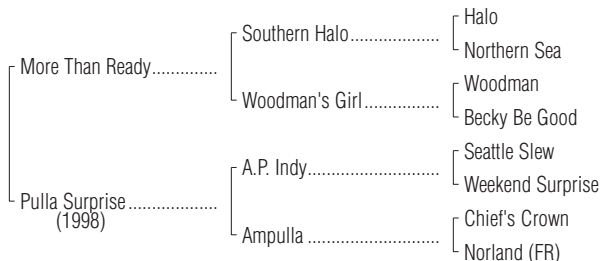 Halo
Southern Halo....................
Northern Sea
More Than Ready..............
Woodman
Woodman's Girl.................
Becky Be Good
Seattle Slew
A.P. Indy............................
Weekend Surprise
Pulla Surprise ...................
(1998)
Chief's Crown
Ampulla ............................
Norland (FR)